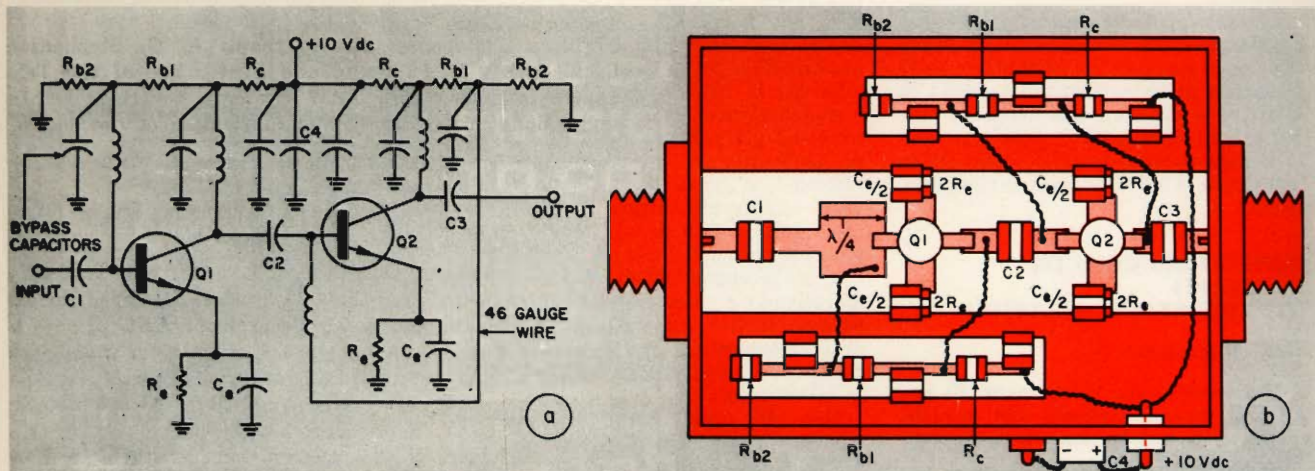 +10 Vdc
Rb2 Rb1 Rc Rc Rb1 Rb2
C4
BYPASS
CAPACITORS
C3
OUTPUT
Q2
C2
Q1
INPUT
C1
46 GAUGE
WIRE
Re Ce Re Ce
a
Rb2 Rb1 Rc
Ce/2 2Re Ce/2 2Re
C1 C3
λ/4 Q1 Q2
C2
Ce/2 2Re Ce/2 2Re
Rb2 Rb1 Rc
- +
C4
+10 Vdc
b